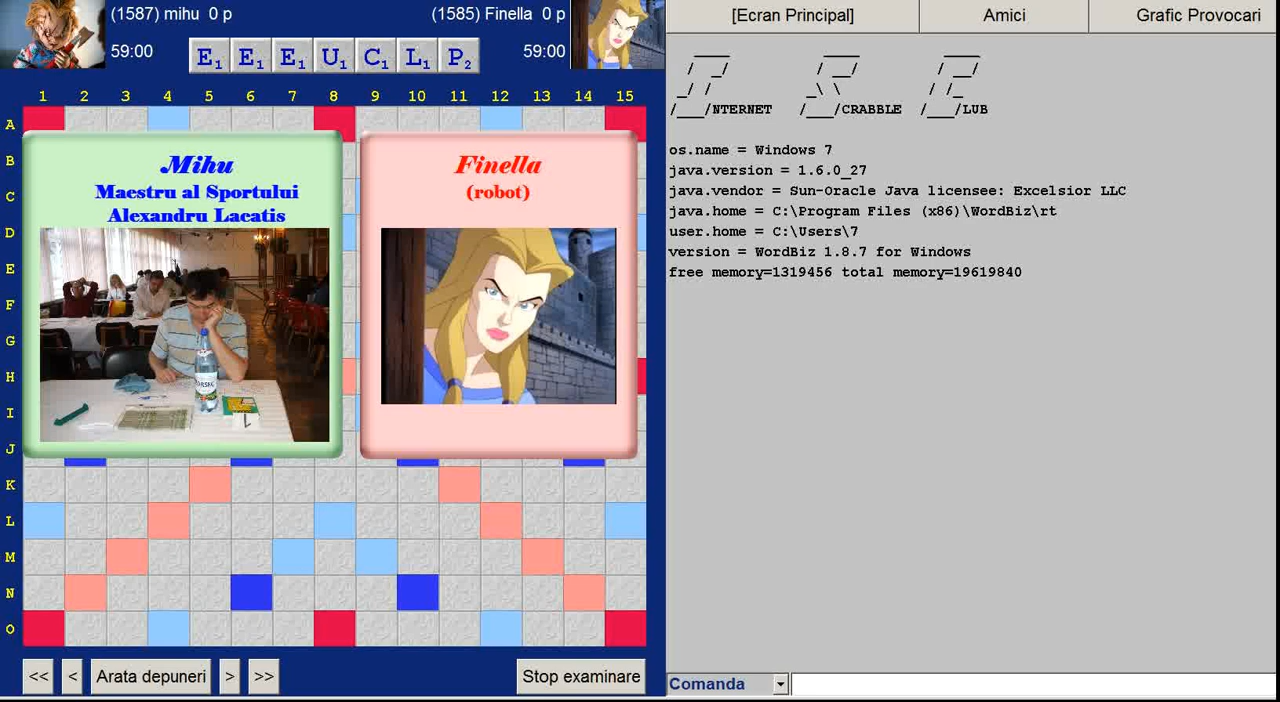 (1587) mihu 0 p
(1585) Finella 0 p
59:00
E1 E1 E1 U1 C1 L1 P2
59:00
1 2 3 4 5 6 7 8 9 10 11 12 13 14 15
A
B
C
D
E
F
G
H
I
J
K
L
M
N
O
Mihu
Maestru al Sportului
Alexandru Lacatis
Finella
(robot)
<< < Arata depuneri > >> Stop examinare
[Ecran Principal] Amici Grafic Provocari
/___/NTERNET /___/CRABBLE /___/LUB
os.name = Windows 7
java.version = 1.6.0_27
java.vendor = Sun-Oracle Java licensee: Excelsior LLC
java.home = C:\Program Files (x86)\WordBiz\rt
user.home = C:\Users\7
version = WordBiz 1.8.7 for Windows
free memory=1319456 total memory=19619840
Comanda